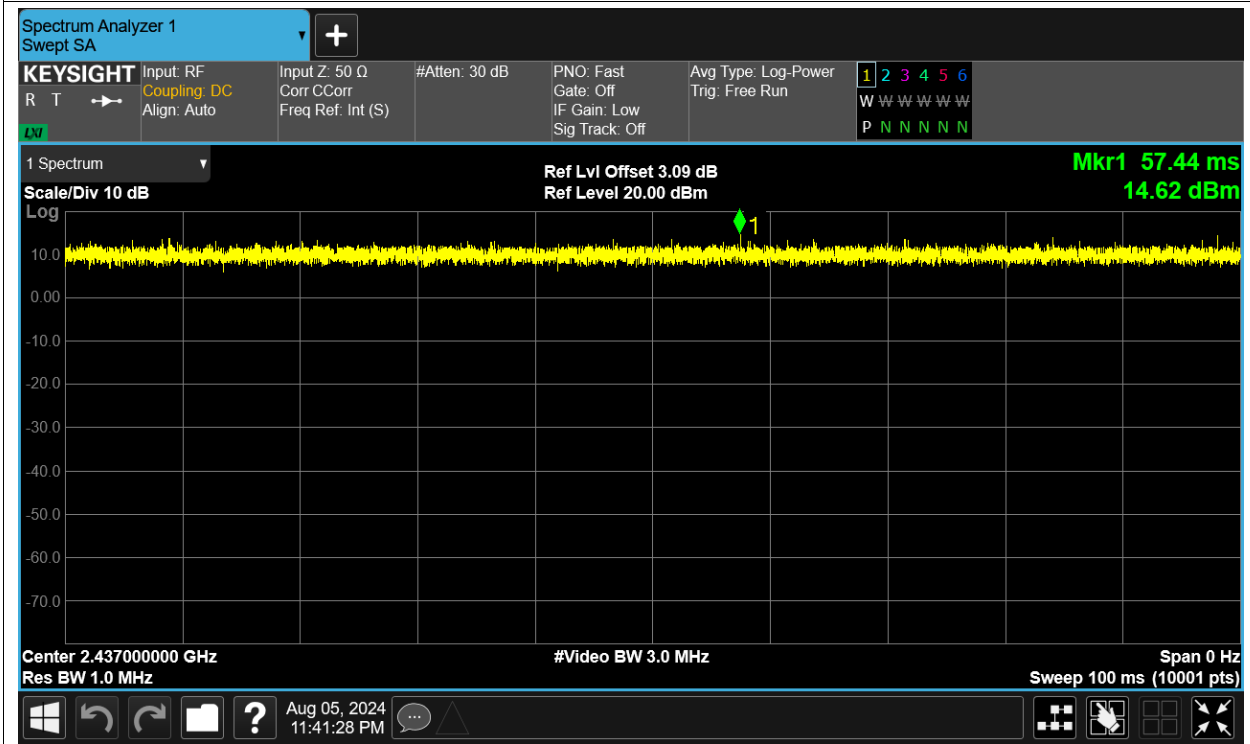 Spectrum Analyzer 1
Swept SA
KEYSIGHT
R T
LXI
Input: RF
Coupling: DC
Align: Auto
Input Z: 50 Ω
Corr CCorr
Freq Ref: Int (S)
#Atten: 30 dB
PNO: Fast
Gate: Off
IF Gain: Low
Sig Track: Off
Avg Type: Log-Power
Trig: Free Run
1 2 3 4 5 6
W W W W W W
P N N N N N
1 Spectrum
Scale/Div 10 dB
Ref Lvl Offset 3.09 dB
Ref Level 20.00 dBm
Mkr1 57.44 ms
14.62 dBm
Log
1
10.0
0.00
-10.0
-20.0
-30.0
-40.0
-50.0
-60.0
-70.0
Center 2.437000000 GHz
#Video BW 3.0 MHz
Span 0 Hz
Res BW 1.0 MHz
Sweep 100 ms (10001 pts)
?
Aug 05, 2024
11:41:28 PM